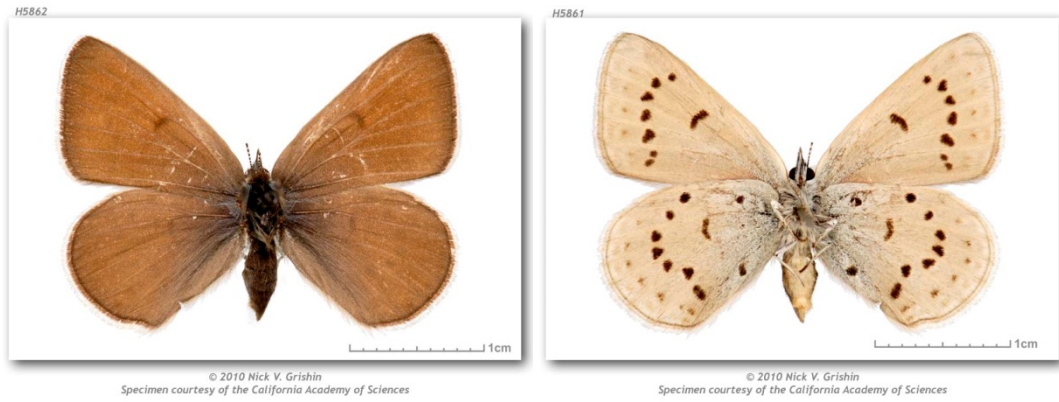 H5862
H5861
1cm
1cm
© 2010 Nick V. Grishin
Specimen courtesy of the California Academy of Sciences
© 2010 Nick V. Grishin
Specimen courtesy of the California Academy of Sciences